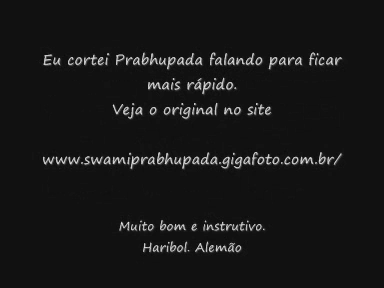 Eu cortei Prabhupada falando para ficar
mais rápido.
Veja o original no site
www.swamiprabhupada.gigafoto.com.br/
Muito bom e instrutivo.
Haribol. Alemão